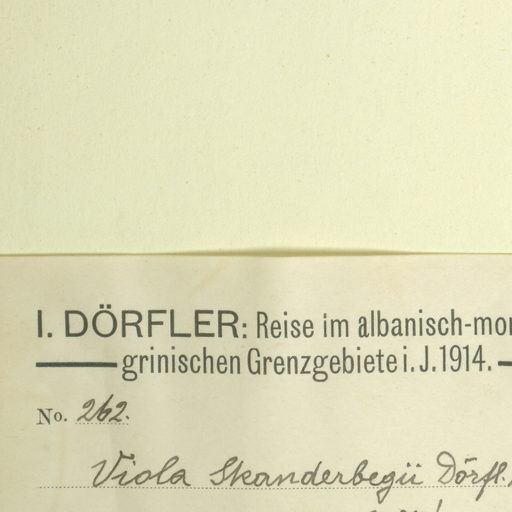 I. DÖRFLER: Reise im albanisch-mon
grinischen Grenzgebiete i. J. 1914.
No. 262.
Viola Skanderbegii Dörfl.